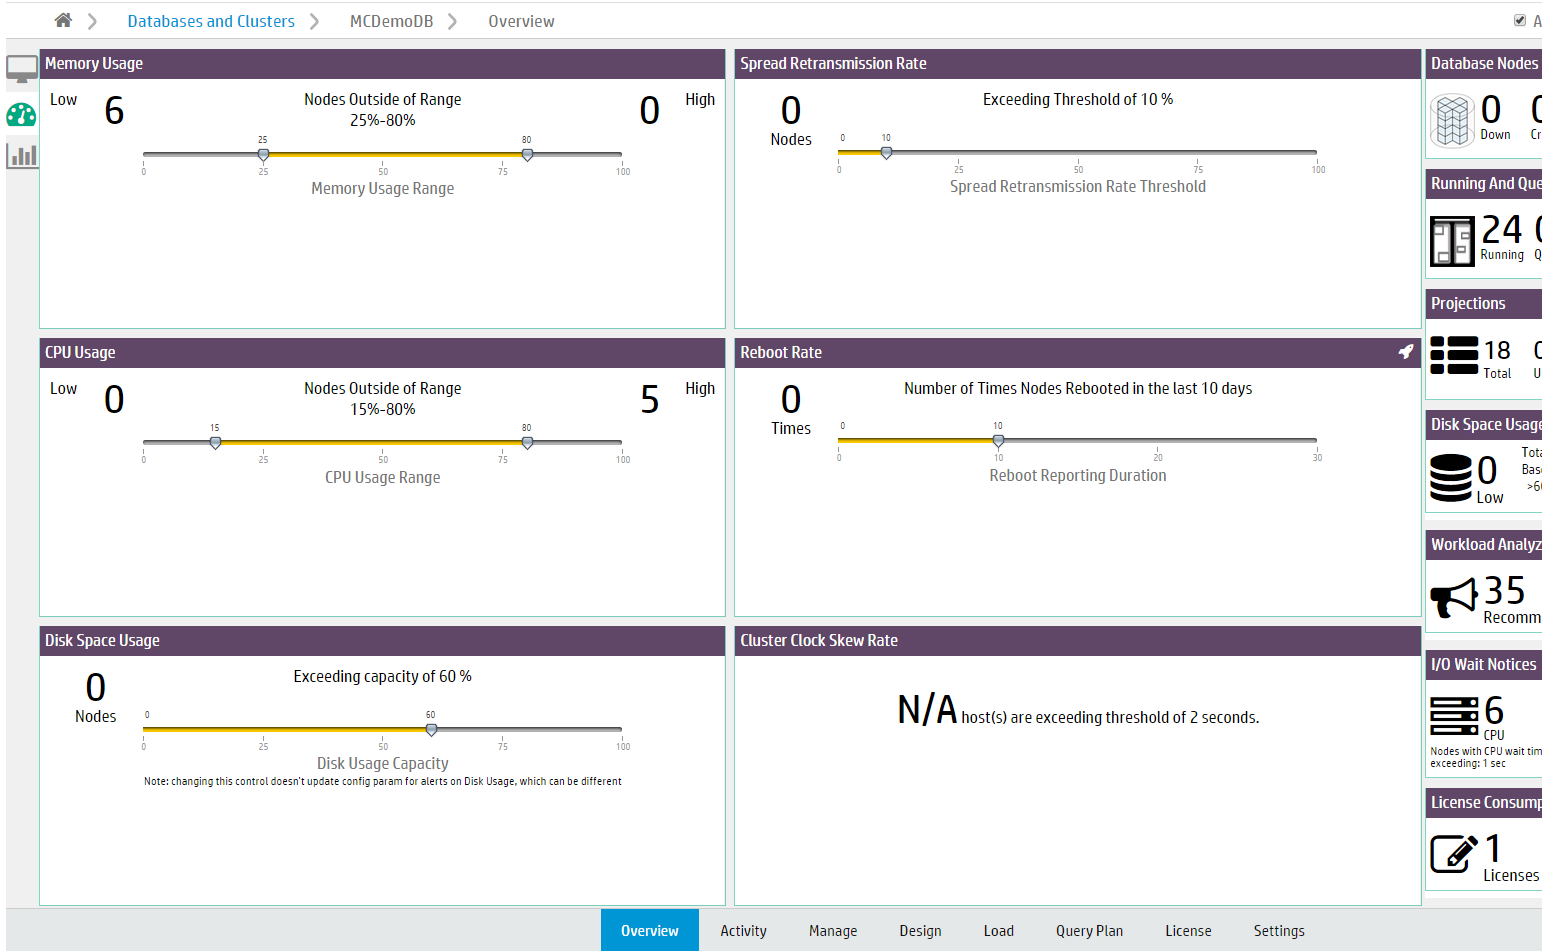 Databases and Clusters MCDemoDB Overview
Memory Usage
Low 6 Nodes Outside of Range 0 High
25%-80%
25 80
0 25 50 75 100
Memory Usage Range
Spread Retransmission Rate
0 Exceeding Threshold of 10 %
Nodes
0 10
0 25 50 75 100
Spread Retransmission Rate Threshold
CPU Usage
Low 0 Nodes Outside of Range 5 High
15%-80%
15 80
0 25 50 75 100
CPU Usage Range
Reboot Rate
0 Number of Times Nodes Rebooted in the last 10 days
Times
0 10
0 10 20 30
Reboot Reporting Duration
Disk Space Usage
0 Exceeding capacity of 60 %
Nodes
0 60
0 25 50 75 100
Disk Usage Capacity
Note: changing this control doesn't update config param for alerts on Disk Usage, which can be different
Cluster Clock Skew Rate
N/A host(s) are exceeding threshold of 2 seconds.
Database Nodes
0
Down
Running And
24
Running
Projections
18
Total
Disk Space Usage
0
Low
Workload
35
I/O Wait Notices
6
CPU
Nodes with CPU wait
exceeding: 1 sec
License
1
Licenses
Overview Activity Manage Design Load Query Plan License Settings